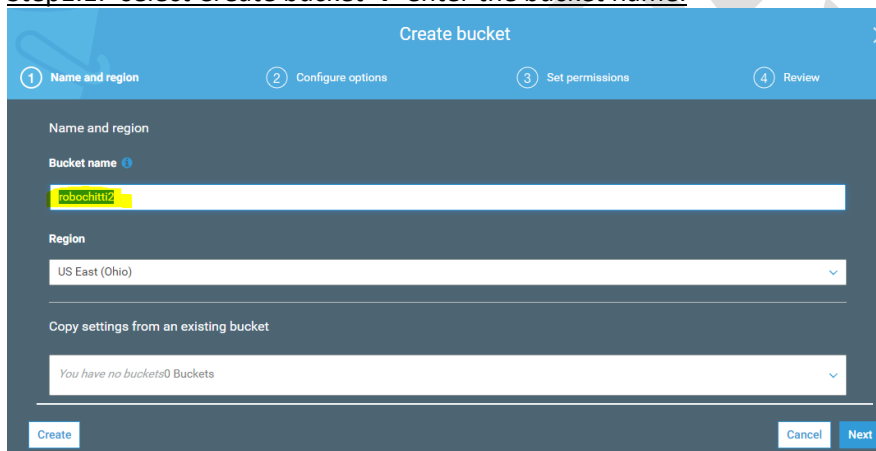 Create bucket
1 Name and region 2 Configure options 3 Set permissions 4 Review
Name and region
Bucket name
robochitti2
Region
US East (Ohio)
Copy settings from an existing bucket
You have no buckets0 Buckets
Create Cancel Next